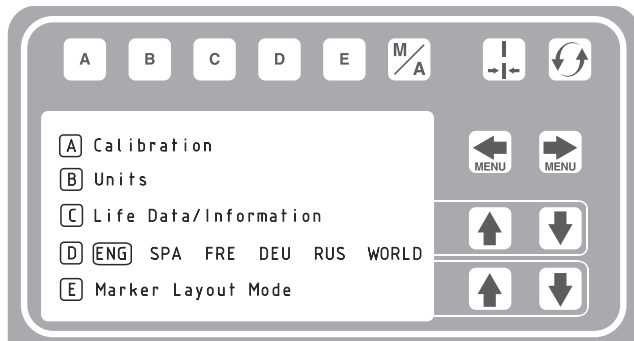 A B C D E M/A
MENU MENU
A Calibration
B Units
C Life Data/Information
D ENG SPA FRE DEU RUS WORLD
E Marker Layout Mode